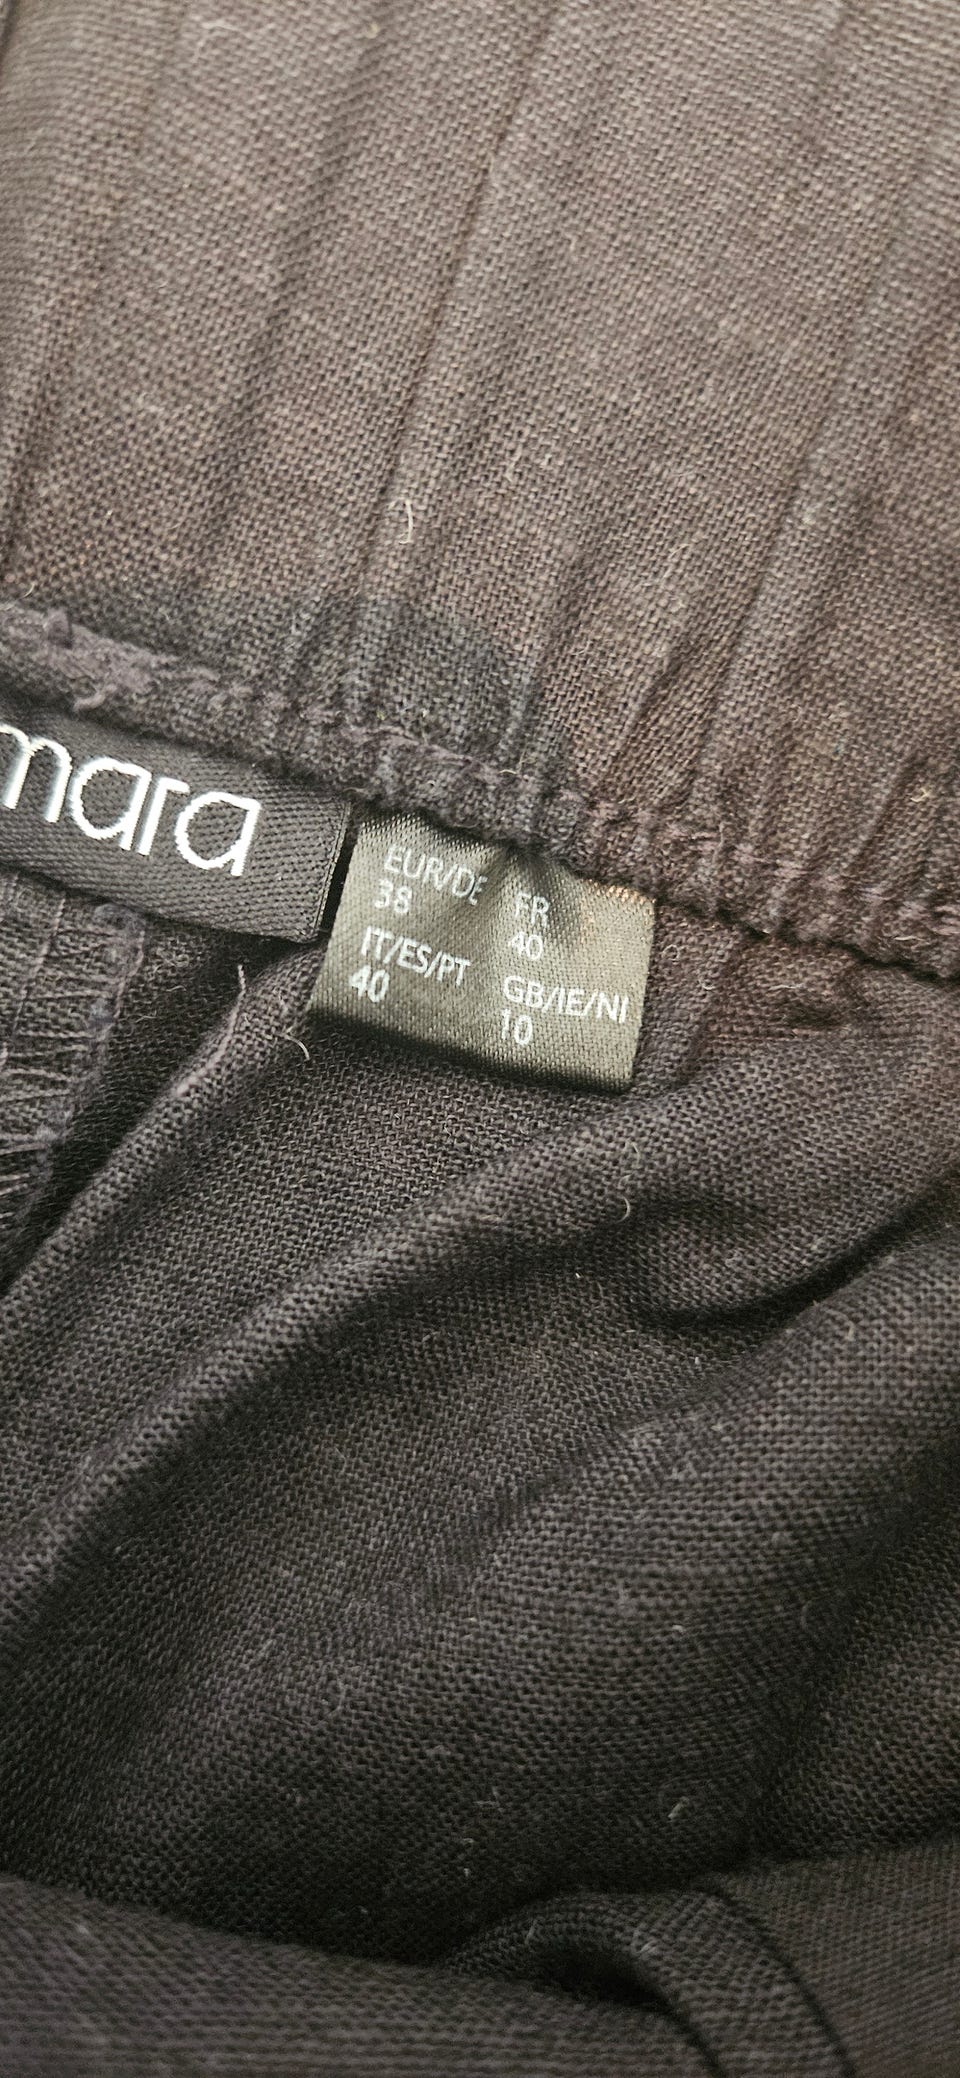 mara
EUR/DE FR
38 40
IT/ES/PT GB/IE/NI
40 10